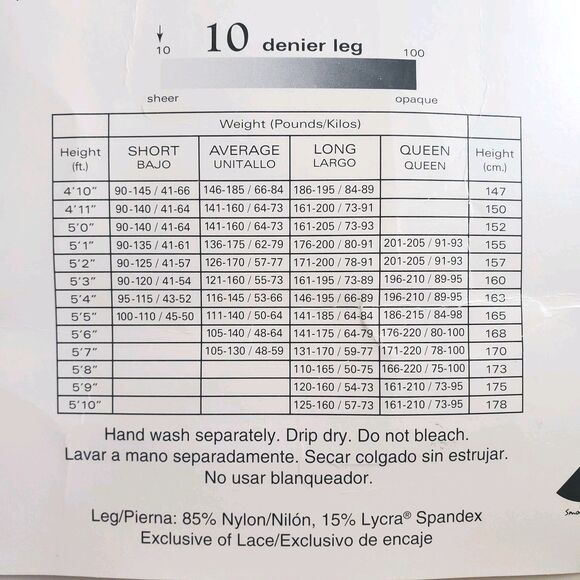 10 denier leg
10 100
sheer opaque
Weight (Pounds/Kilos)
Height (ft.) SHORT BAJO AVERAGE UNITALLO LONG LARGO QUEEN QUEEN Height (cm.)
4'10" 90-145 / 41-66 146-185 / 66-84 186-195 / 84-89 147
4'11" 90-140 / 41-64 141-160 / 64-73 161-200 / 73-91 150
5'0" 90-140 / 41-64 141-160 / 64-73 161-205 / 73-93 152
5'1" 90-135 / 41-61 136-175 / 62-79 176-200 / 80-91 201-205 / 91-93 155
5'2" 90-125 / 41-57 126-170 / 57-77 171-200 / 78-91 201-205 / 91-93 157
5'3" 90-120 / 41-54 121-160 / 55-73 161-195 / 73-89 196-210 / 89-95 160
5'4" 95-115 / 43-52 116-145 / 53-66 146-195 / 66-89 196-210 / 89-95 163
5'5" 100-110 / 45-50 111-140 / 50-64 141-185 / 64-84 186-215 / 84-98 165
5'6" 105-140 / 48-64 141-175 / 64-79 176-220 / 80-100 168
5'7" 105-130 / 48-59 131-170 / 59-77 171-220 / 78-100 170
5'8" 110-165 / 50-75 166-220 / 75-100 173
5'9" 120-160 / 54-73 161-210 / 73-95 175
5'10" 125-160 / 57-73 161-210 / 73-95 178
Hand wash separately. Drip dry. Do not bleach.
Lavar a mano separadamente. Secar colgado sin estrujar.
No usar blanqueador.
Leg/Pierna: 85% Nylon/Nilón, 15% Lycra® Spandex
Exclusive of Lace/Exclusivo de encaje